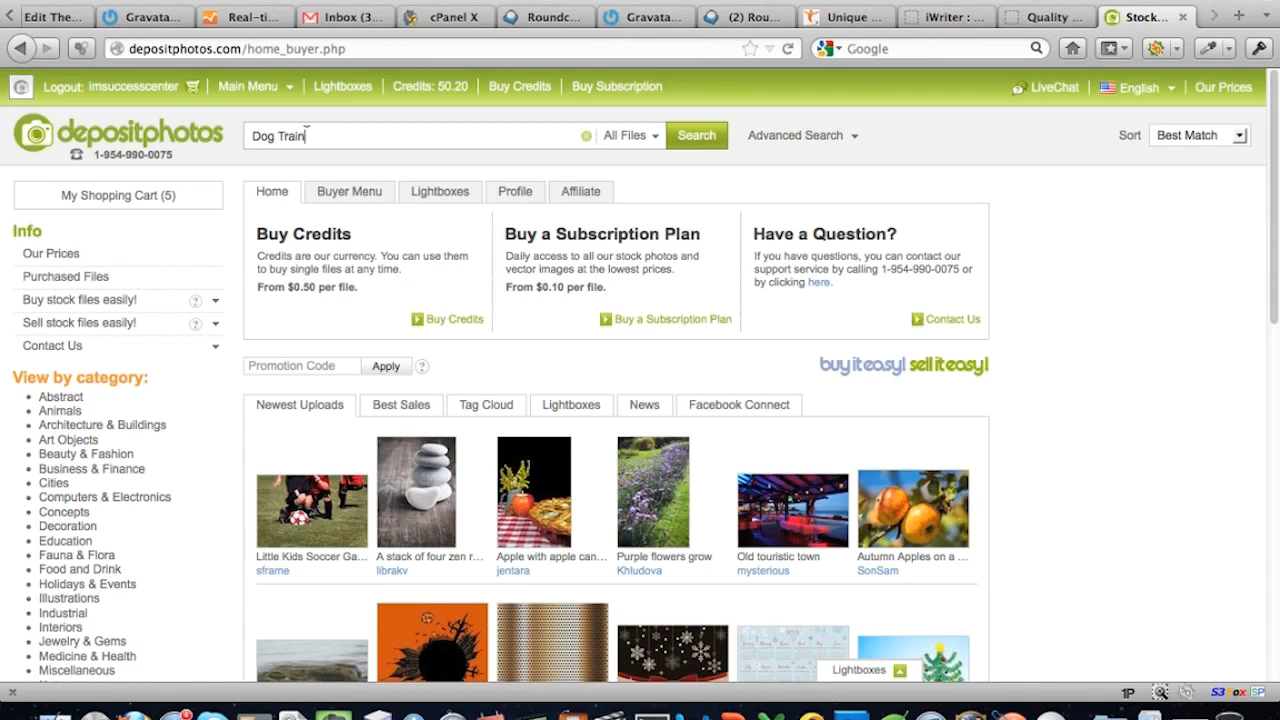 Edit The...
Gravata...
Real-ti...
Inbox (3...
cPanel X
Roundc...
Gravata...
(2) Rou...
Unique ...
iWriter : ...
Quality ...
Stock...
depositphotos.com/home_buyer.php
Google
Logout: imsuccesscenter
Main Menu
Lightboxes
Credits: 50.20
Buy Credits
Buy Subscription
LiveChat
English
Our Prices
depositphotos
1-954-990-0075
Dog Train
All Files
Search
Advanced Search
Sort
Best Match
My Shopping Cart (5)
Info
Our Prices
Purchased Files
Buy stock files easily!
Sell stock files easily!
Contact Us
View by category:
Abstract
Animals
Architecture & Buildings
Art Objects
Beauty & Fashion
Business & Finance
Cities
Computers & Electronics
Concepts
Decoration
Education
Fauna & Flora
Food and Drink
Holidays & Events
Illustrations
Industrial
Interiors
Jewelry & Gems
Medicine & Health
Miscellaneous
Home
Buyer Menu
Lightboxes
Profile
Affiliate
Buy Credits
Credits are our currency. You can use them
to buy single files at any time.
From $0.50 per file.
Buy Credits
Buy a Subscription Plan
Daily access to all our stock photos and
vector images at the lowest prices.
From $0.10 per file.
Buy a Subscription Plan
Have a Question?
If you have questions, you can contact our
support service by calling 1-954-990-0075 or
by clicking here.
Contact Us
Promotion Code
Apply
buy it easy! sell it easy!
Newest Uploads
Best Sales
Tag Cloud
Lightboxes
News
Facebook Connect
Little Kids Soccer Ga...
sframe
A stack of four zen r...
librakv
Apple with apple can...
jentara
Purple flowers grow
Khludova
Old touristic town
mysterious
Autumn Apples on a ...
SonSam
Lightboxes
1P
S3Fox
SP